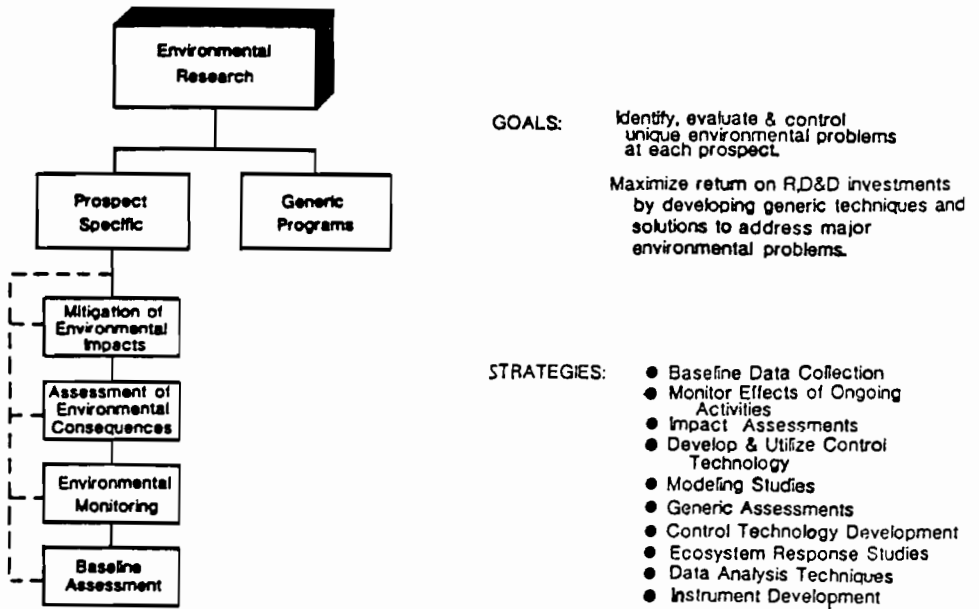 Environmental
Research
Prospect
Specific
Generic
Programs
Mitigation of
Environmental
Impacts
Assessment of
Environmental
Consequences
Environmental
Monitoring
Baseline
Assessment
GOALS: Identify, evaluate & control
unique environmental problems
at each prospect.
Maximize return on R,D&D investments
by developing generic techniques and
solutions to address major
environmental problems.
STRATEGIES: ● Baseline Data Collection
● Monitor Effects of Ongoing
Activities
● Impact Assessments
● Develop & Utilize Control
Technology
● Modeling Studies
● Generic Assessments
● Control Technology Development
● Ecosystem Response Studies
● Data Analysis Techniques
● Instrument Development